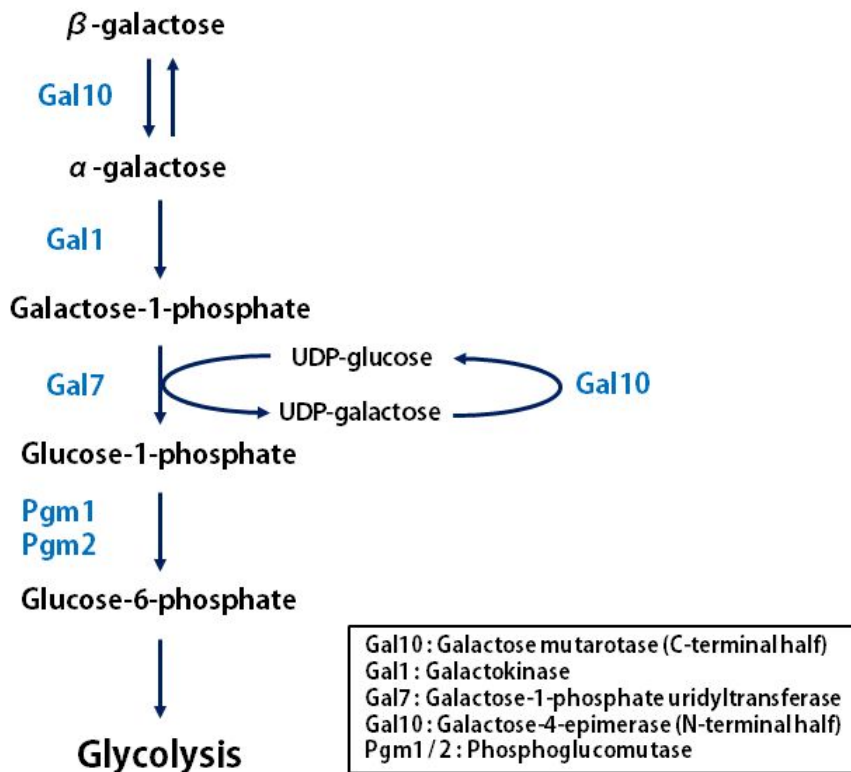 β-galactose
Gal10
α-galactose
Gal1
Galactose-1-phosphate
UDP-glucose
Gal7
Gal10
UDP-galactose
Glucose-1-phosphate
Pgm1
Pgm2
Glucose-6-phosphate
Glycolysis
Gal10 : Galactose mutarotase (C-terminal half)
Gal1 : Galactokinase
Gal7 : Galactose-1-phosphate uridyltransferase
Gal10 : Galactose-4-epimerase (N-terminal half)
Pgm1 / 2 : Phosphoglucomutase